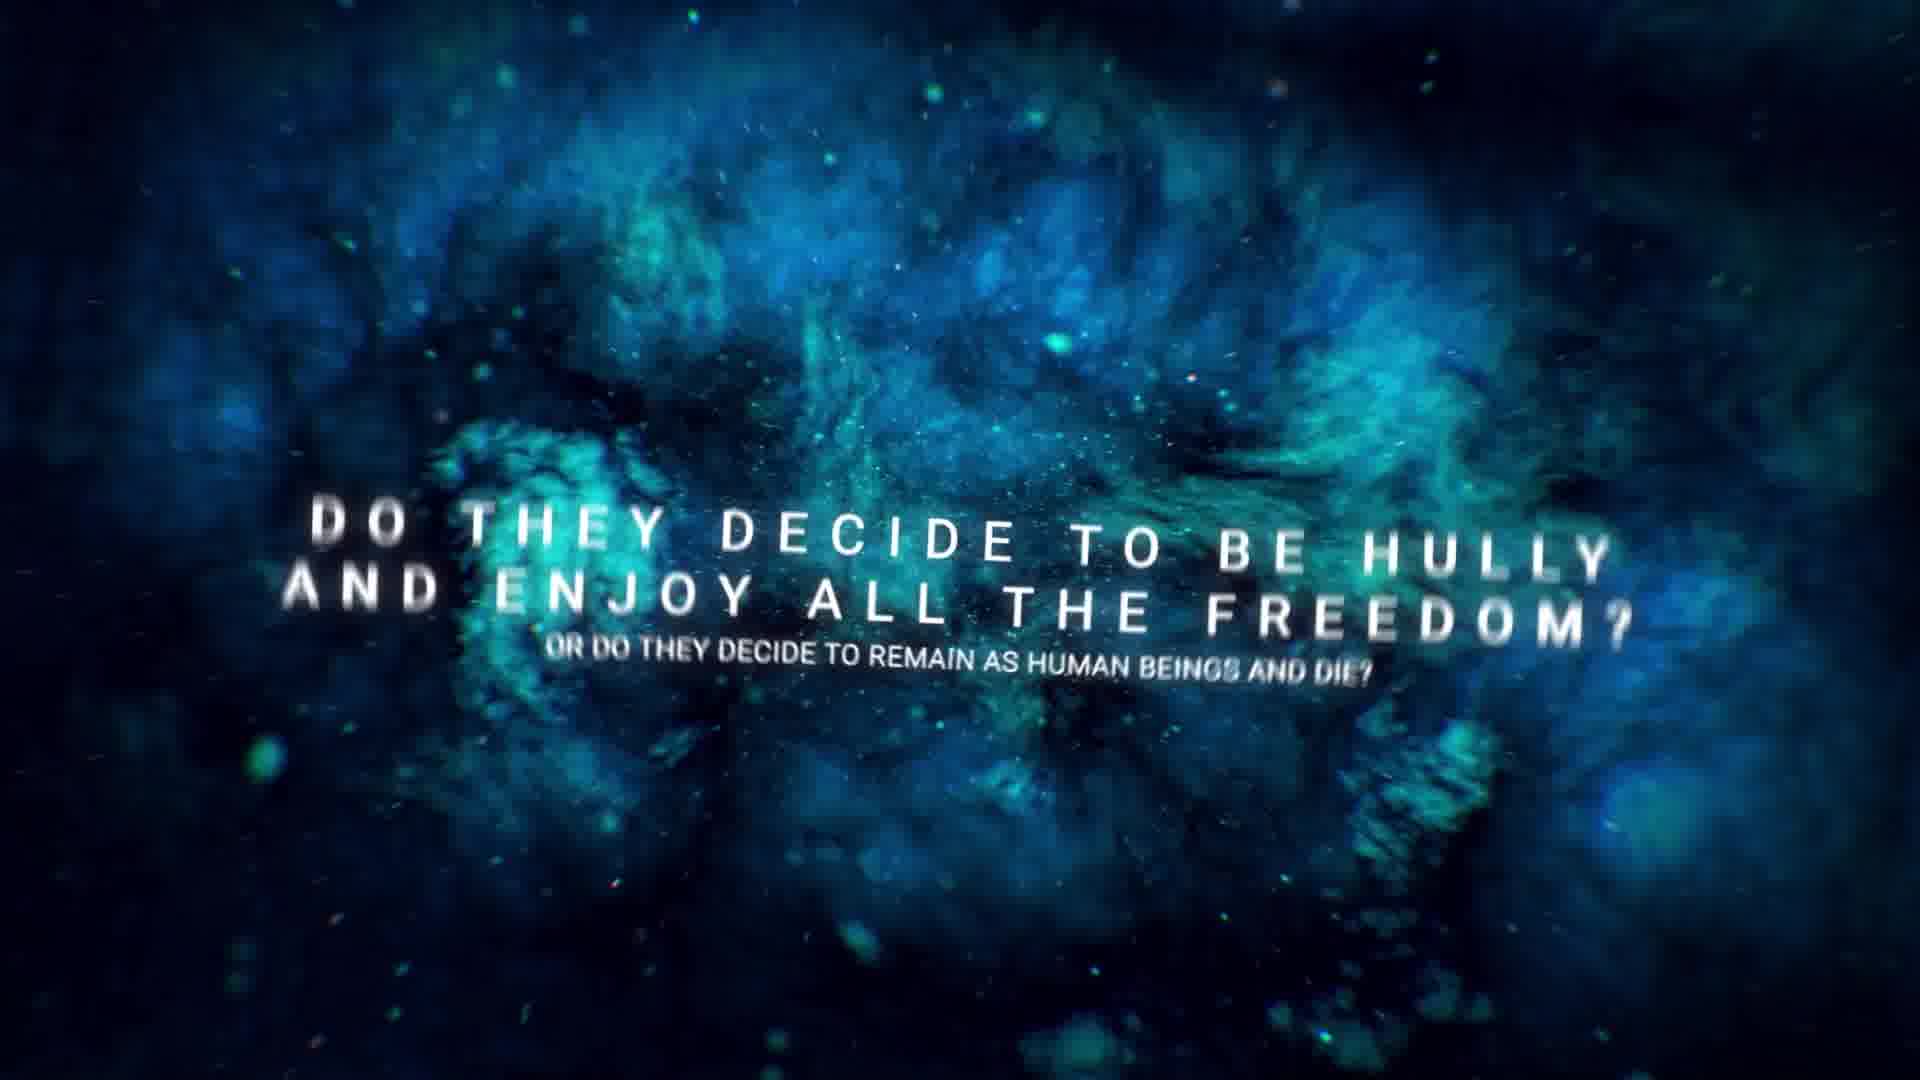 DO THEY DECIDE TO BE HULLY
AND ENJOY ALL THE FREEDOM?
OR DO THEY DECIDE TO REMAIN AS HUMAN BEINGS AND DIE?